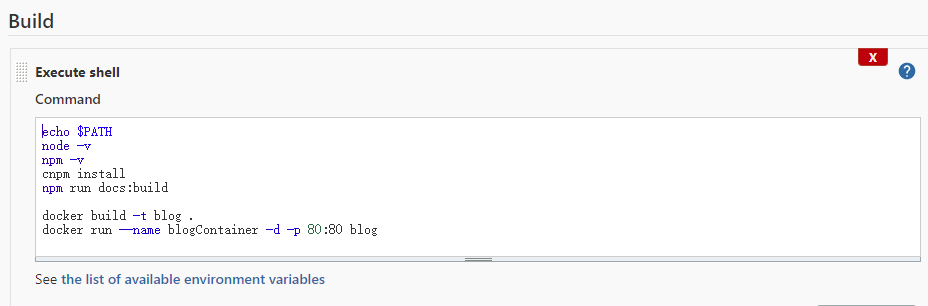 Build
X
Execute shell
?
Command
echo $PATH
node -v
npm -v
cnpm install
npm run docs:build
docker build -t blog .
docker run --name blogContainer -d -p 80:80 blog
See the list of available environment variables